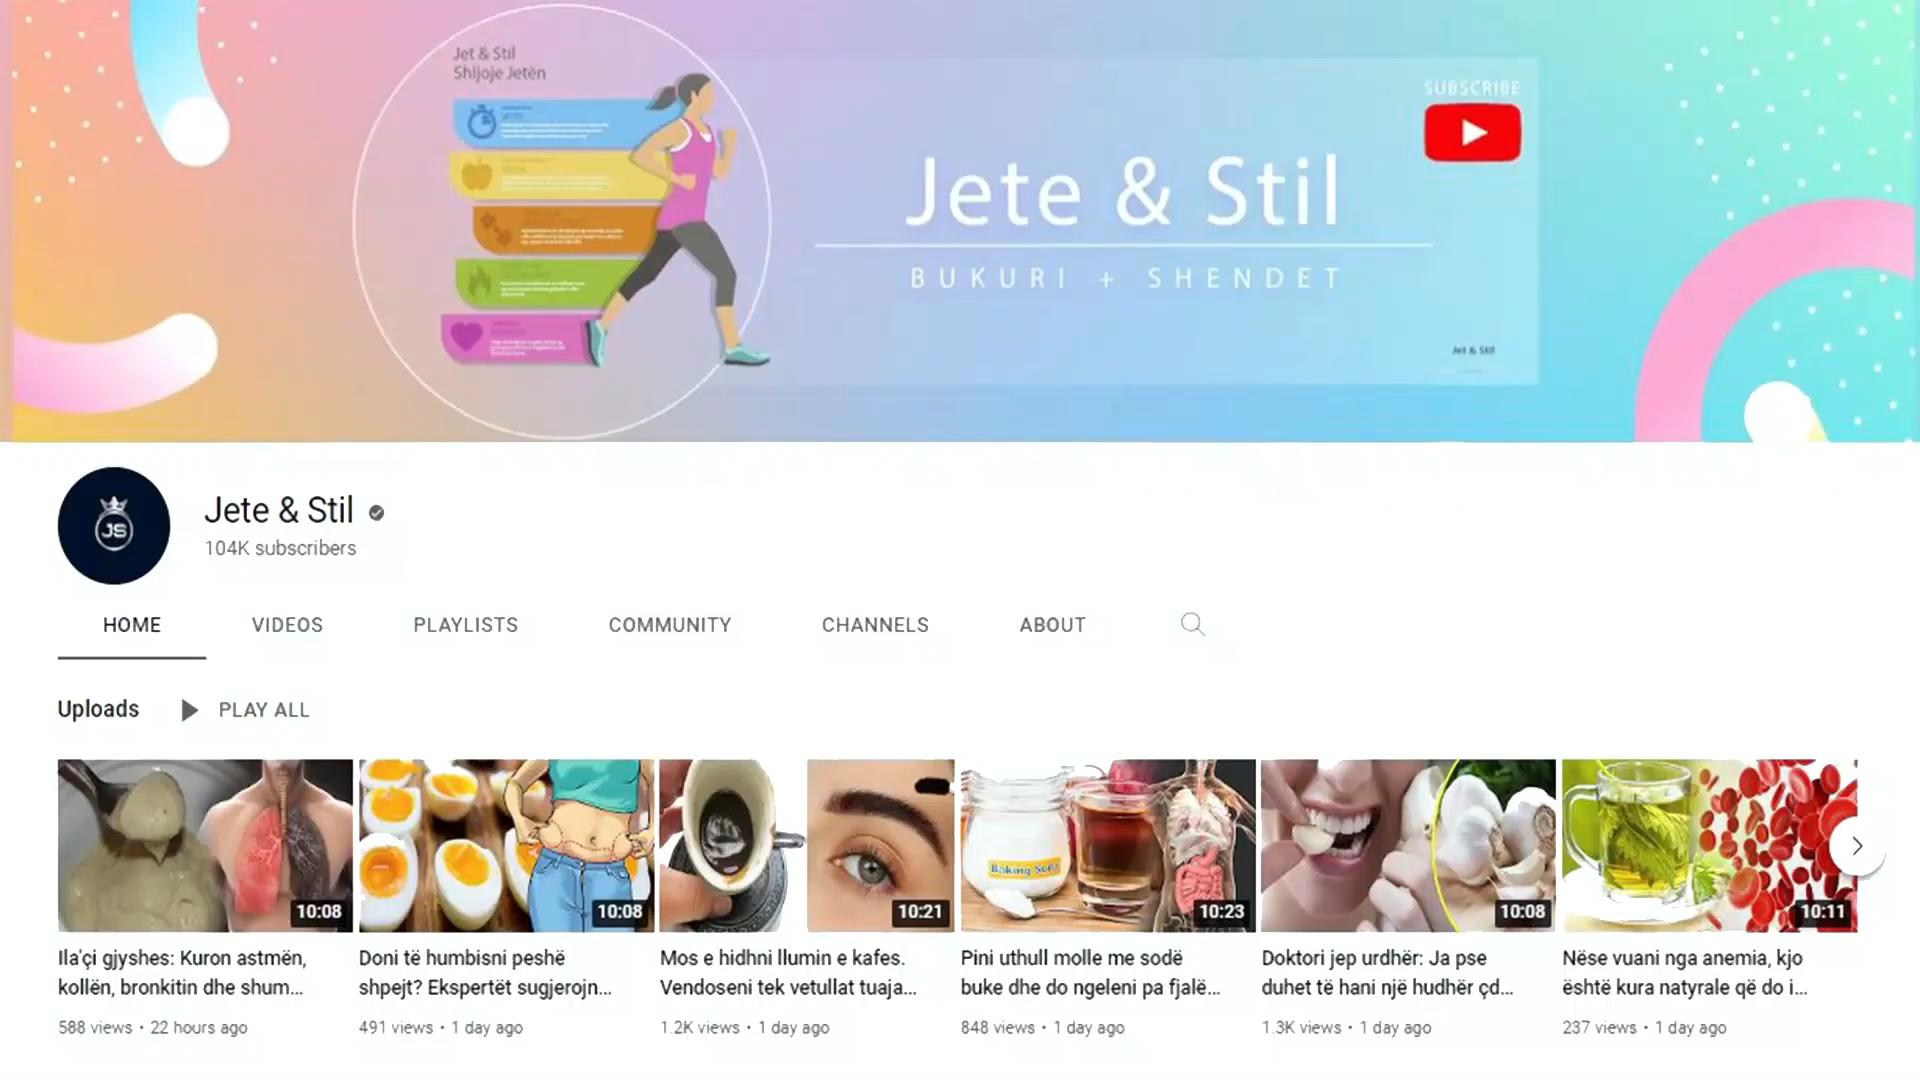 Jet & Stil
Shijoje Jetën
SUBSCRIBE
Jete & Stil
BUKURI + SHENDET
Jet & Stil
JS
Jete & Stil
104K subscribers
HOME VIDEOS PLAYLISTS COMMUNITY CHANNELS ABOUT
Uploads PLAY ALL
Baking Soda
10:08 10:08 10:21 10:23 10:08 10:11
Ila'çi gjyshes: Kuron astmën,
kollën, bronkitin dhe shum...
588 views • 22 hours ago
Doni të humbisni peshë
shpejt? Ekspertët sugjerojn...
491 views • 1 day ago
Mos e hidhni llumin e kafes.
Vendoseni tek vetullat tuaja...
1.2K views • 1 day ago
Pini uthull molle me sodë
buke dhe do ngeleni pa fjalë...
848 views • 1 day ago
Doktori jep urdhër: Ja pse
duhet të hani një hudhër çd...
1.3K views • 1 day ago
Nëse vuani nga anemia, kjo
është kura natyrale që do i...
237 views • 1 day ago